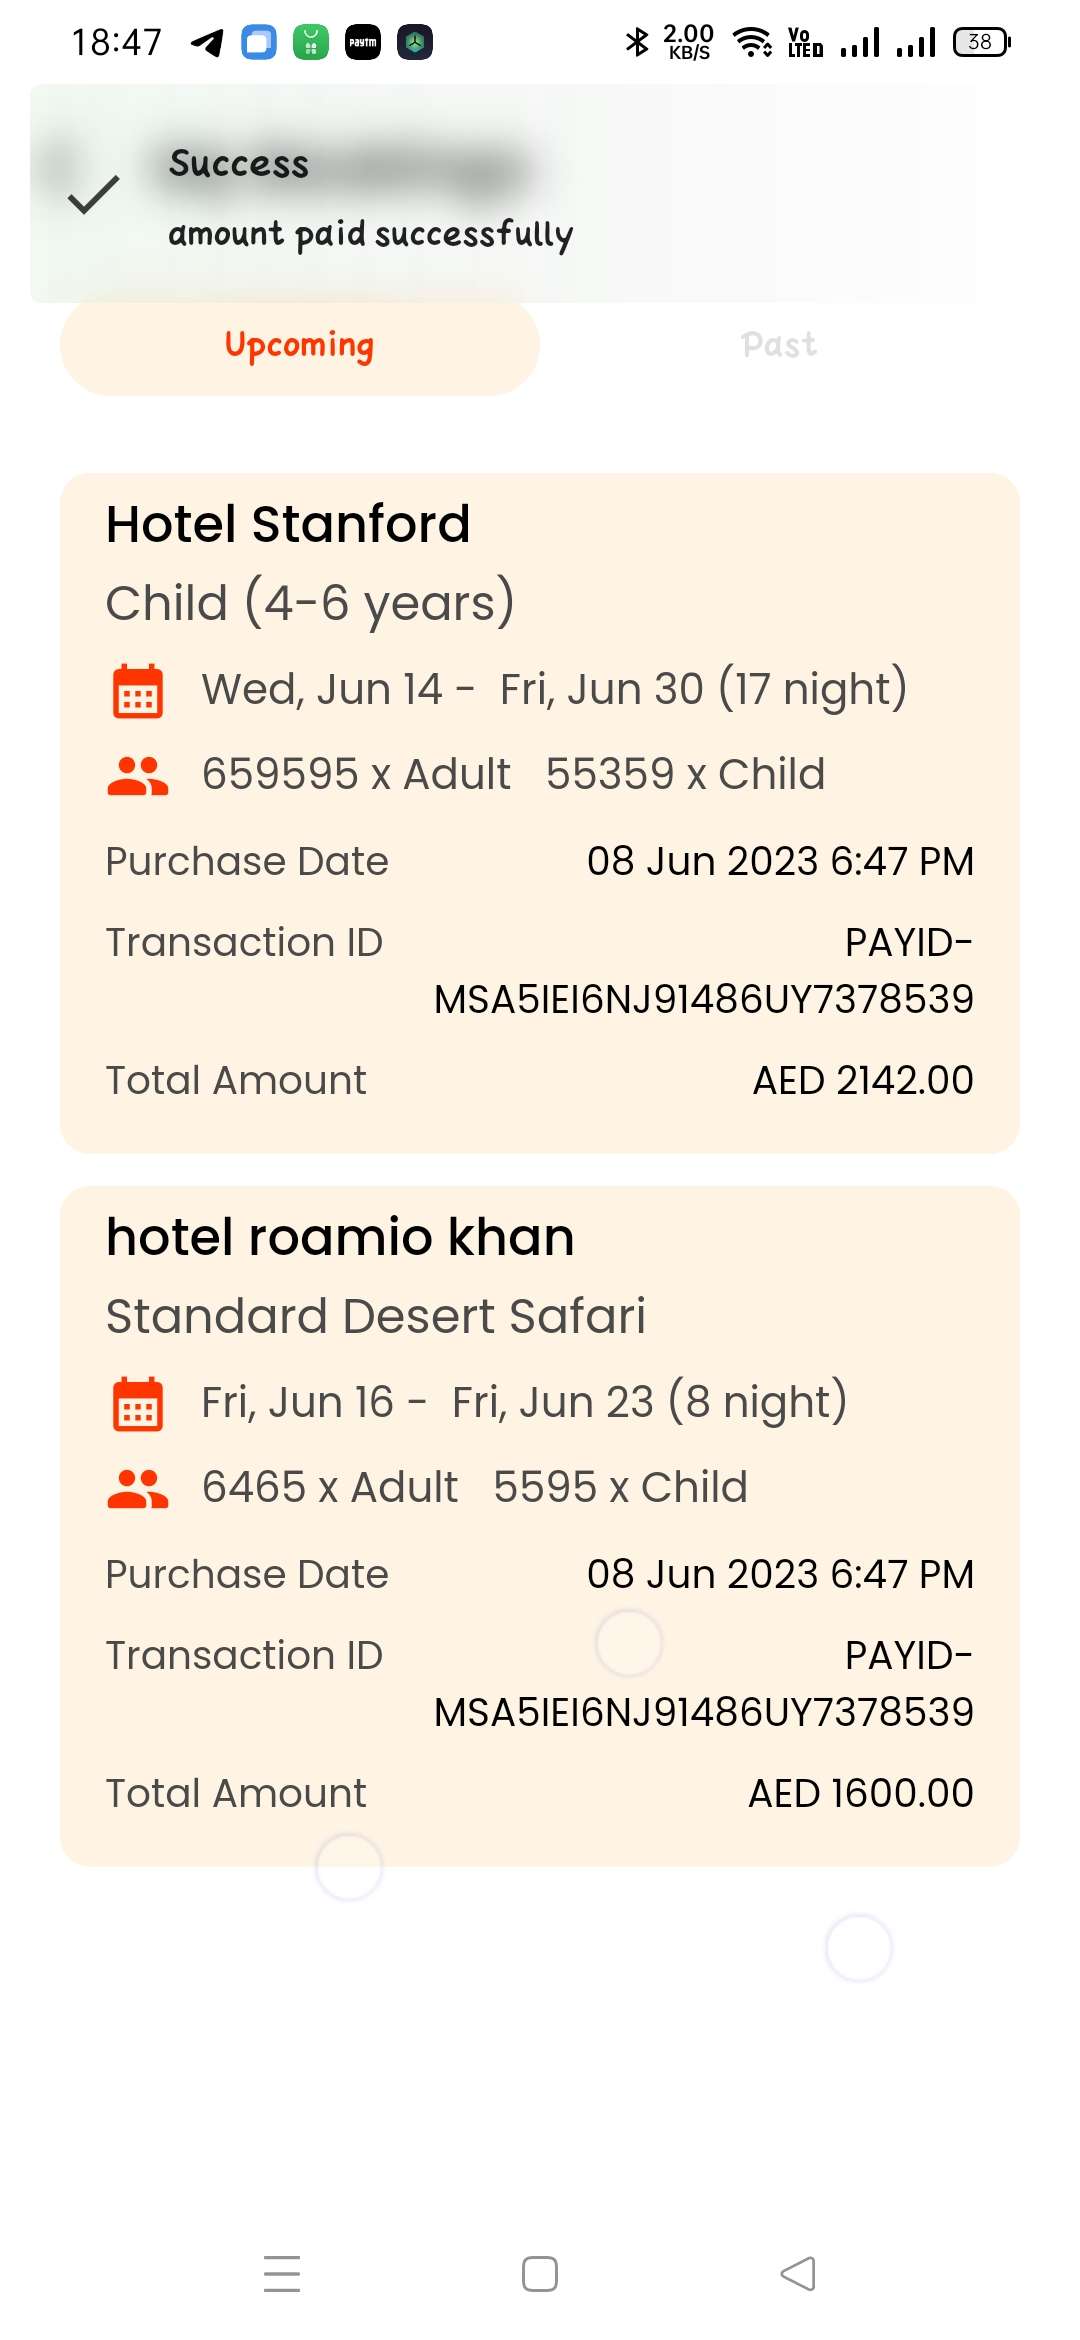 18:47 paytm 2.00 KB/S Vo LTED 38
Success
amount paid successfully
Upcoming Past
Hotel Stanford
Child (4-6 years)
Wed, Jun 14 - Fri, Jun 30 (17 night)
659595 x Adult 55359 x Child
Purchase Date 08 Jun 2023 6:47 PM
Transaction ID PAYID-
MSA5IEI6NJ91486UY7378539
Total Amount AED 2142.00
hotel roamio khan
Standard Desert Safari
Fri, Jun 16 - Fri, Jun 23 (8 night)
6465 x Adult 5595 x Child
Purchase Date 08 Jun 2023 6:47 PM
Transaction ID PAYID-
MSA5IEI6NJ91486UY7378539
Total Amount AED 1600.00